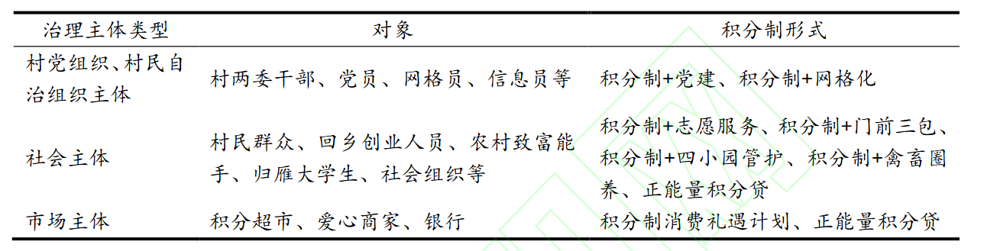 治理主体类型 对象 积分制形式
村党组织、村民自治组织主体 村两委干部、党员、网格员、信息员等 积分制+党建、积分制+网格化
社会主体 村民群众、回乡创业人员、农村致富能手、归雁大学生、社会组织等 积分制+志愿服务、积分制+门前三包、积分制+四小园管护、积分制+禽畜圈养、正能量积分贷
市场主体 积分超市、爱心商家、银行 积分制消费礼遇计划、正能量积分贷